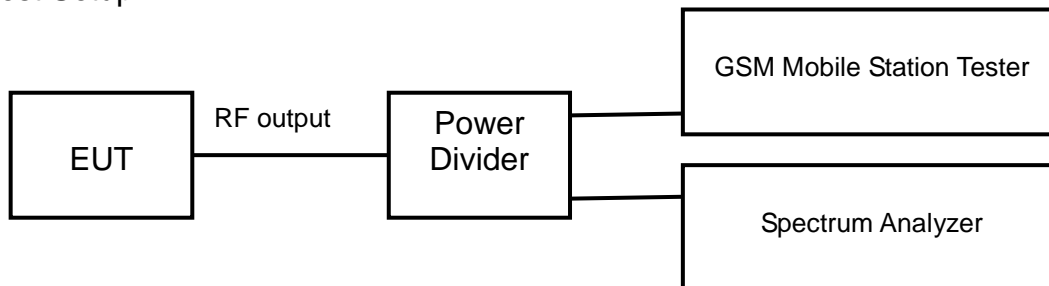 GSM Mobile Station Tester
RF output
EUT
Power
Divider
Spectrum Analyzer